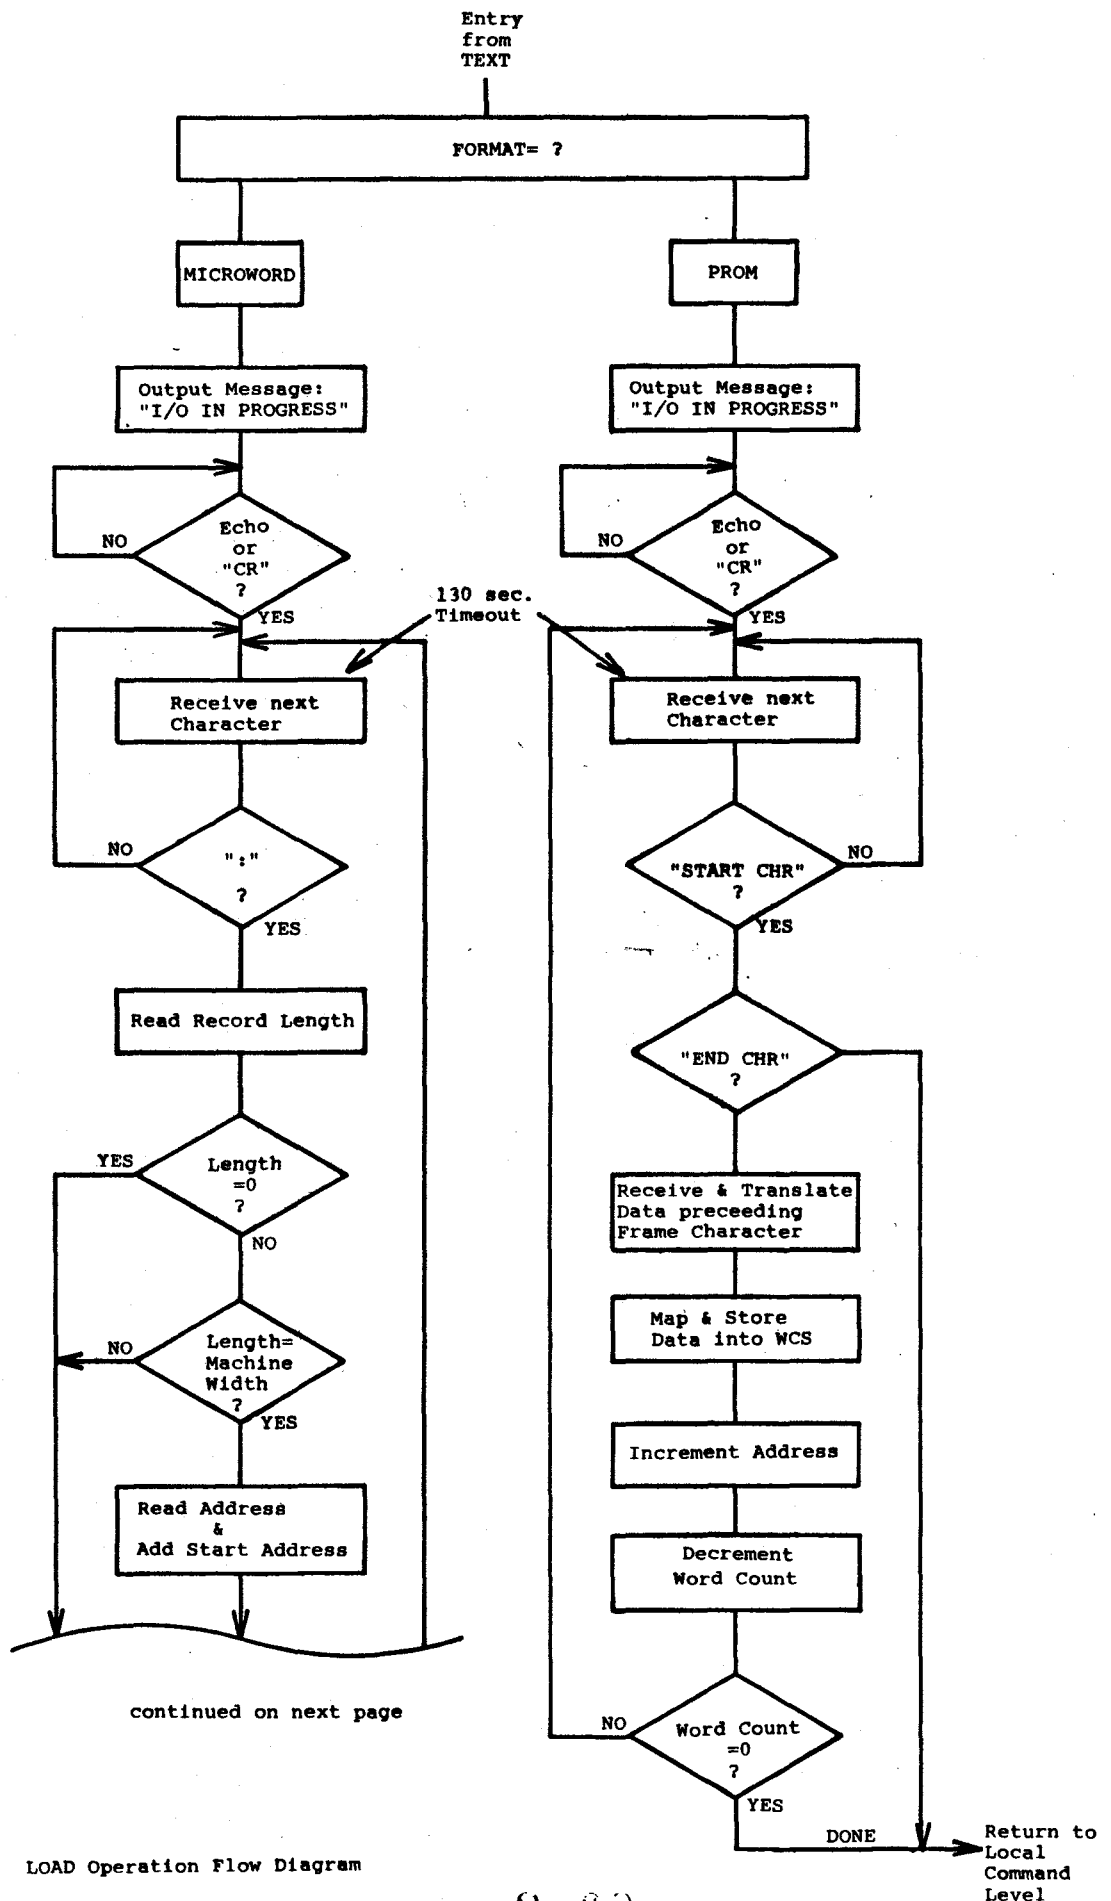 Entry
from
TEXT
FORMAT= ?
MICROWORD
Output Message:
"I/O IN PROGRESS"
Echo
or
"CR"
?
NO
YES
130 sec.
Timeout
Receive next
Character
":"
?
NO
YES
Read Record Length
Length
=0
?
YES
NO
Length=
Machine
Width
?
NO
YES
Read Address
&
Add Start Address
continued on next page
PROM
Output Message:
"I/O IN PROGRESS"
Echo
or
"CR"
?
NO
YES
Receive next
Character
"START CHR"
?
NO
YES
"END CHR"
?
Receive & Translate
Data preceeding
Frame Character
Map & Store
Data into WCS
Increment Address
Decrement
Word Count
Word Count
=0
?
NO
YES
DONE
Return to
Local
Command
Level
LOAD Operation Flow Diagram